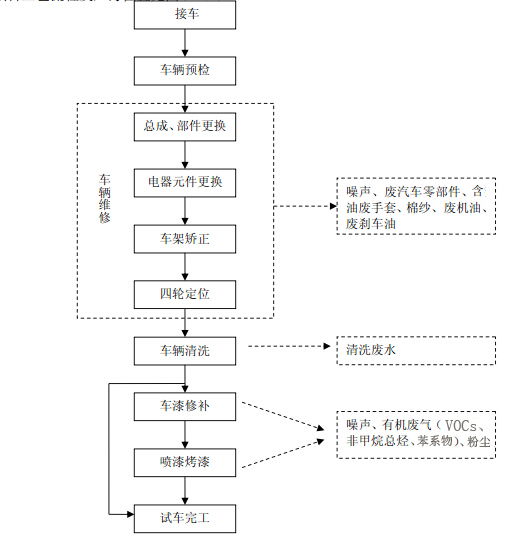 接车
车辆预检
总成、部件更换
车辆维修
电器元件更换
噪声、废汽车零部件、含
油废手套、棉纱、废机油、
废刹车油
车架矫正
四轮定位
车辆清洗
清洗废水
车漆修补
噪声、有机废气(VOCs、
非甲烷总烃、苯系物)、粉尘
喷漆烤漆
试车完工